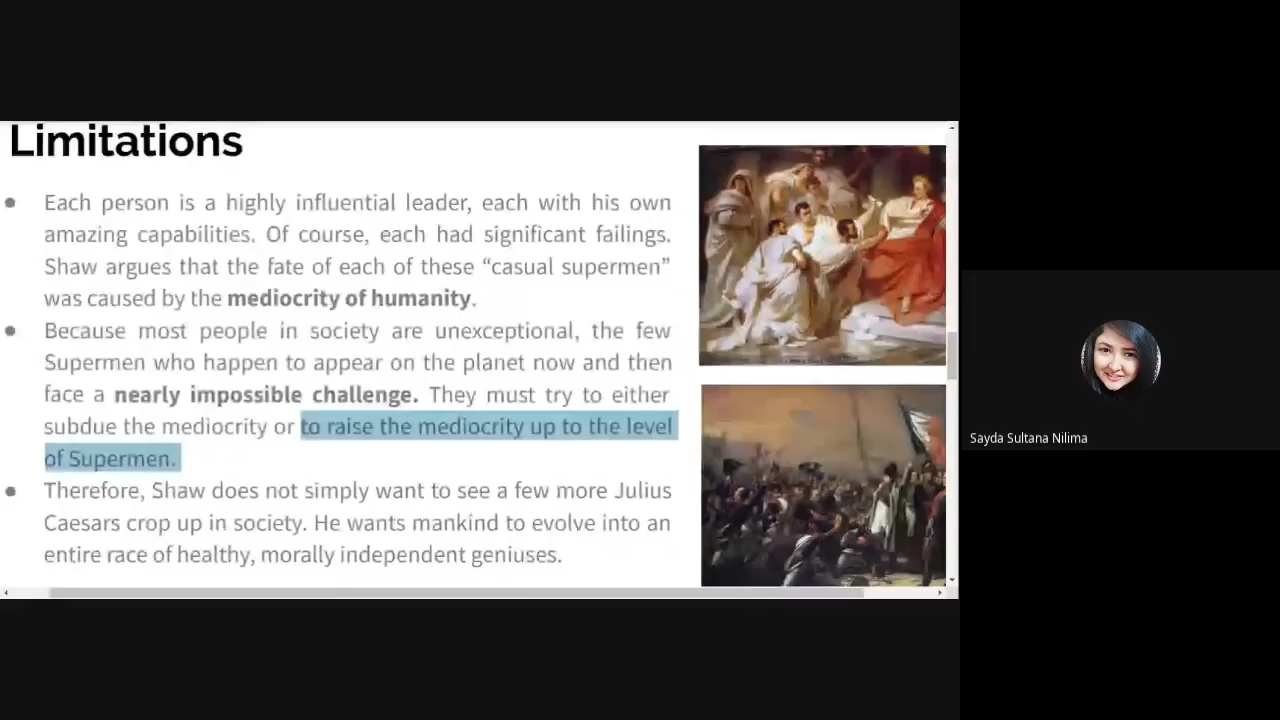 Limitations
Each person is a highly influential leader, each with his own
amazing capabilities. Of course, each had significant failings.
Shaw argues that the fate of each of these “casual supermen”
was caused by the mediocrity of humanity.
Because most people in society are unexceptional, the few
Supermen who happen to appear on the planet now and then
face a nearly impossible challenge. They must try to either
subdue the mediocrity or to raise the mediocrity up to the level
of Supermen.
Therefore, Shaw does not simply want to see a few more Julius
Caesars crop up in society. He wants mankind to evolve into an
entire race of healthy, morally independent geniuses.
Sayda Sultana Nilima